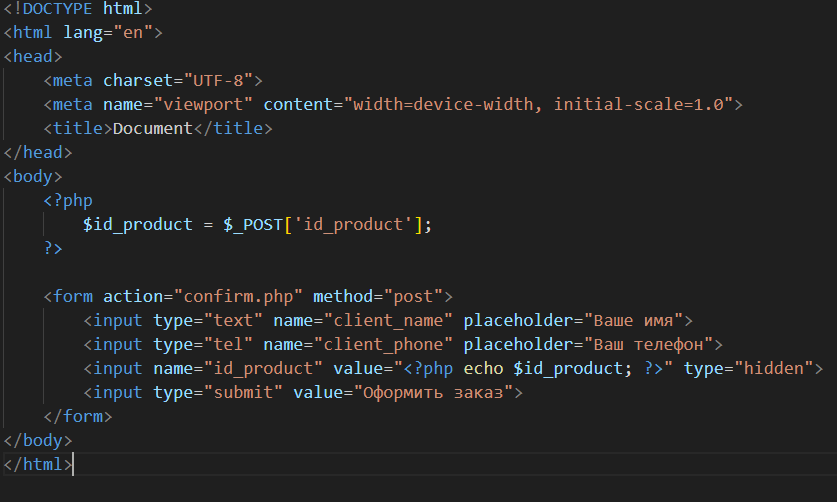 <!DOCTYPE html>
<html lang="en">
<head>
    <meta charset="UTF-8">
    <meta name="viewport" content="width=device-width, initial-scale=1.0">
    <title>Document</title>
</head>
<body>
    <?php
        $id_product = $_POST['id_product'];
    ?>

    <form action="confirm.php" method="post">
        <input type="text" name="client_name" placeholder="Ваше имя">
        <input type="tel" name="client_phone" placeholder="Ваш телефон">
        <input name="id_product" value="<?php echo $id_product; ?>" type="hidden">
        <input type="submit" value="Оформить заказ">
    </form>
</body>
</html>